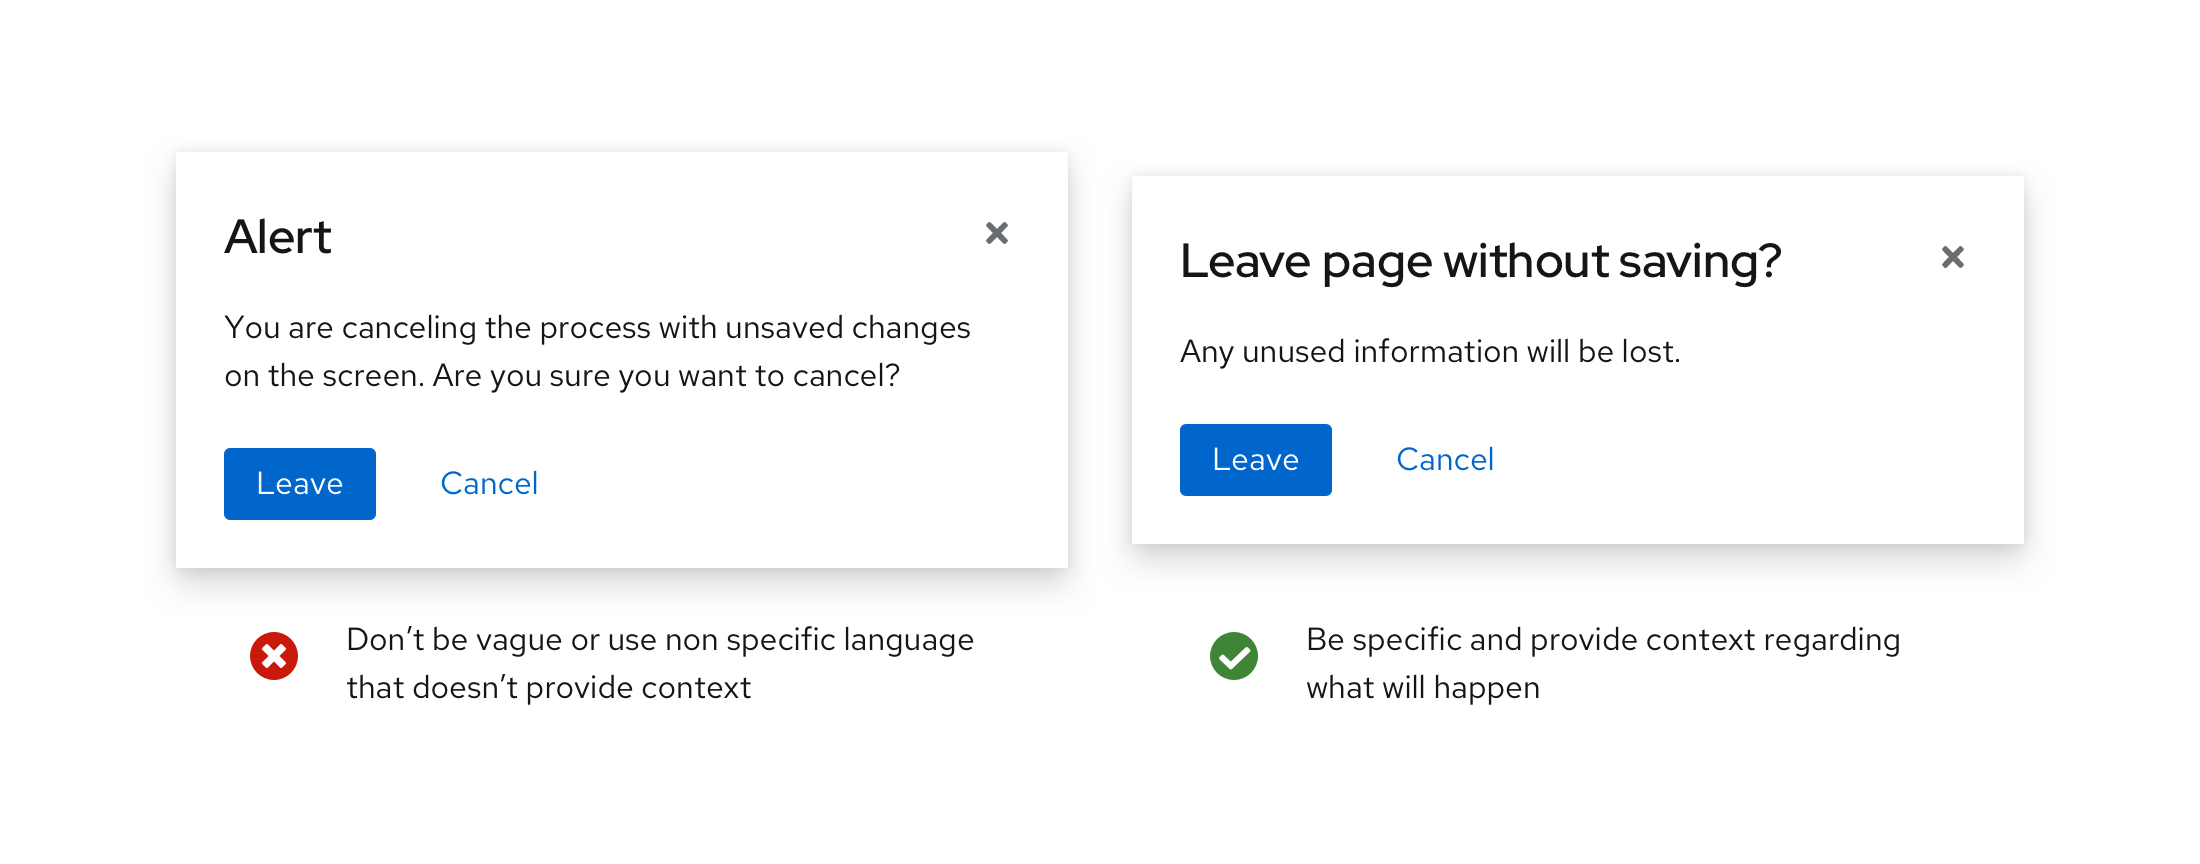 Alert
You are canceling the process with unsaved changes
on the screen. Are you sure you want to cancel?
Leave Cancel
Don’t be vague or use non specific language
that doesn’t provide context
Leave page without saving?
Any unused information will be lost.
Leave Cancel
Be specific and provide context regarding
what will happen